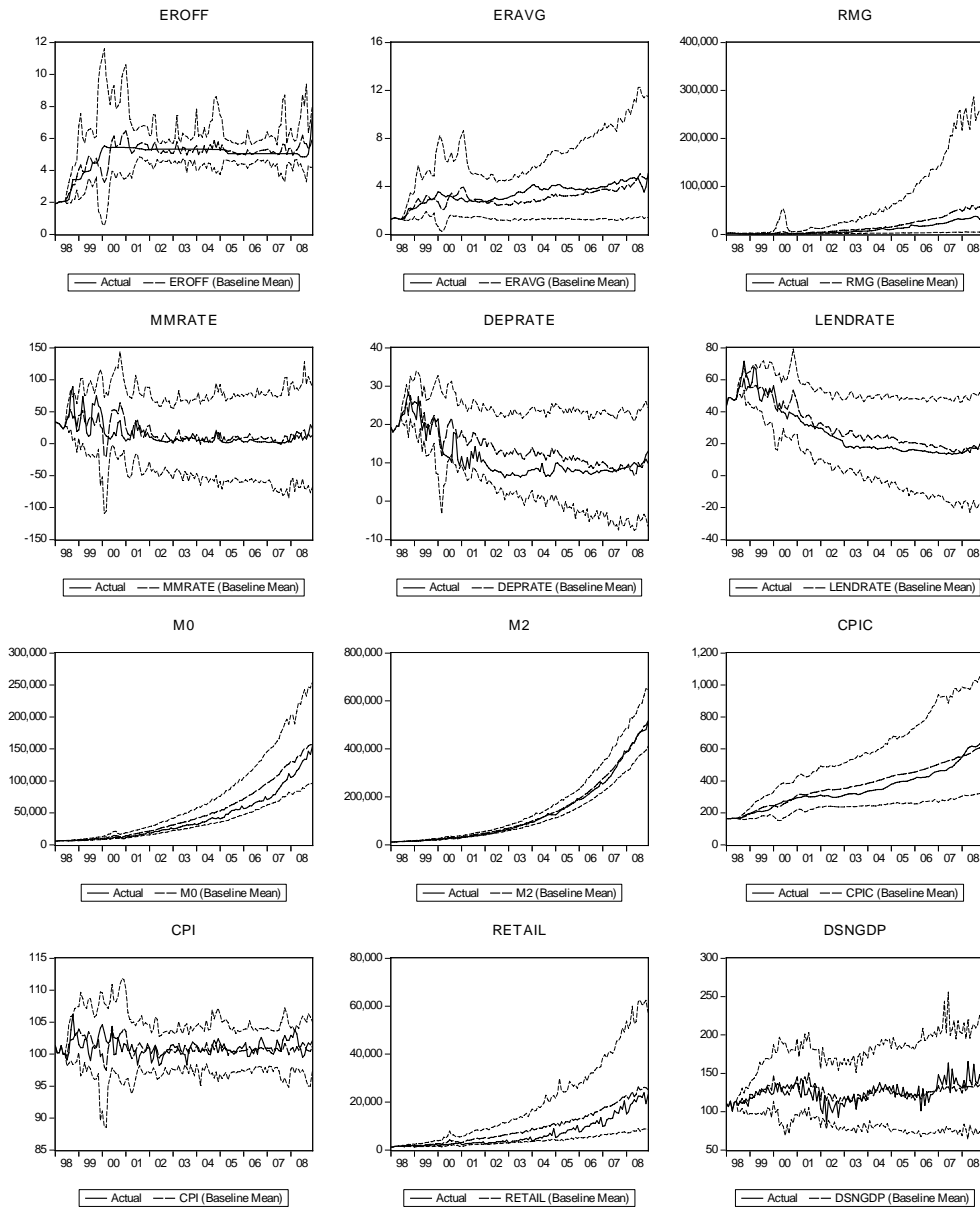 EROFF
ERAVG
RMG
12
10
8
6
4
2
0
98 99 00 01 02 03 04 05 06 07 08
Actual EROFF (Baseline Mean)
16
12
8
4
0
98 99 00 01 02 03 04 05 06 07 08
Actual ERAVG (Baseline Mean)
400,000
300,000
200,000
100,000
0
98 99 00 01 02 03 04 05 06 07 08
Actual RMG (Baseline Mean)
MMRATE
DEPRATE
LENDRATE
150
100
50
0
-50
-100
-150
98 99 00 01 02 03 04 05 06 07 08
Actual MMRATE (Baseline Mean)
40
30
20
10
0
-10
98 99 00 01 02 03 04 05 06 07 08
Actual DEPRATE (Baseline Mean)
80
60
40
20
0
-20
-40
98 99 00 01 02 03 04 05 06 07 08
Actual LENDRATE (Baseline Mean)
M0
M2
CPIC
300,000
250,000
200,000
150,000
100,000
50,000
0
98 99 00 01 02 03 04 05 06 07 08
Actual M0 (Baseline Mean)
800,000
600,000
400,000
200,000
0
98 99 00 01 02 03 04 05 06 07 08
Actual M2 (Baseline Mean)
1,200
1,000
800
600
400
200
0
98 99 00 01 02 03 04 05 06 07 08
Actual CPIC (Baseline Mean)
CPI
RETAIL
DSNGDP
115
110
105
100
95
90
85
98 99 00 01 02 03 04 05 06 07 08
Actual CPI (Baseline Mean)
80,000
60,000
40,000
20,000
0
98 99 00 01 02 03 04 05 06 07 08
Actual RETAIL (Baseline Mean)
300
250
200
150
100
50
98 99 00 01 02 03 04 05 06 07 08
Actual DSNGDP (Baseline Mean)